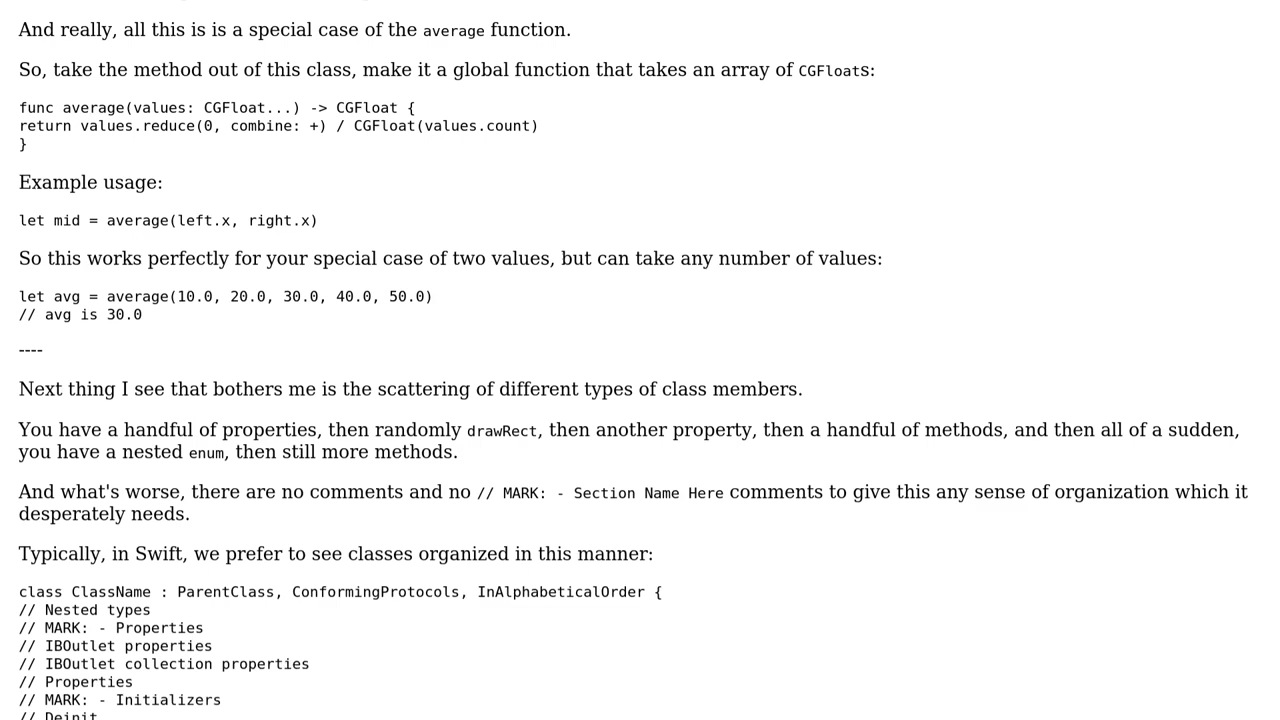 And really, all this is is a special case of the average function.
So, take the method out of this class, make it a global function that takes an array of CGFloats:
func average(values: CGFloat...) -> CGFloat {
return values.reduce(0, combine: +) / CGFloat(values.count)
}
Example usage:
let mid = average(left.x, right.x)
So this works perfectly for your special case of two values, but can take any number of values:
let avg = average(10.0, 20.0, 30.0, 40.0, 50.0)
// avg is 30.0
----
Next thing I see that bothers me is the scattering of different types of class members.
You have a handful of properties, then randomly drawRect, then another property, then a handful of methods, and then all of a sudden,
you have a nested enum, then still more methods.
And what's worse, there are no comments and no // MARK: - Section Name Here comments to give this any sense of organization which it
desperately needs.
Typically, in Swift, we prefer to see classes organized in this manner:
class ClassName : ParentClass, ConformingProtocols, InAlphabeticalOrder {
// Nested types
// MARK: - Properties
// IBOutlet properties
// IBOutlet collection properties
// Properties
// MARK: - Initializers
// Deinit